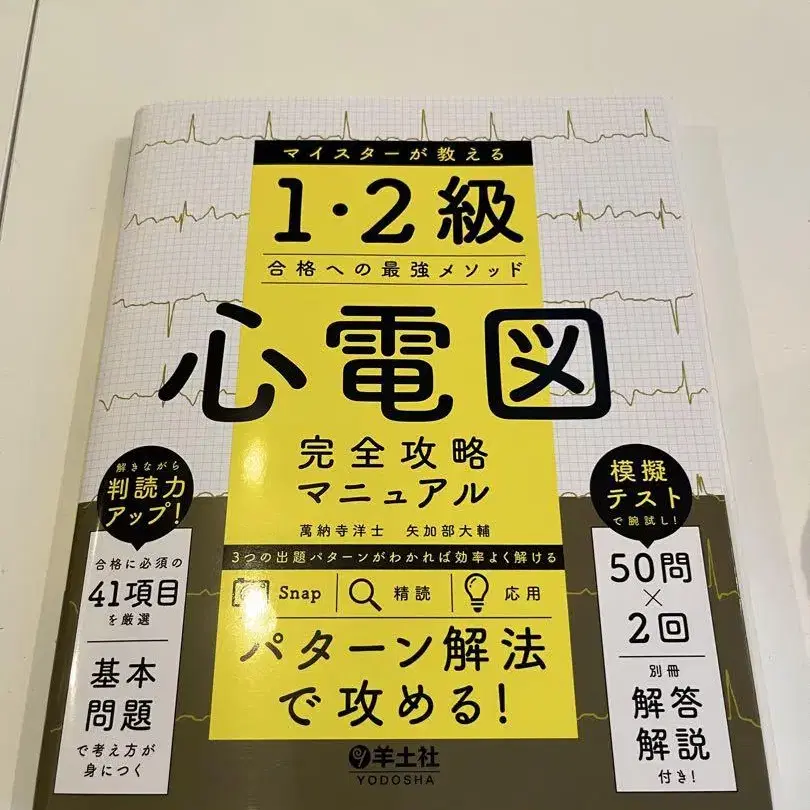 マイスターが教える
1・2級
合格への最強メソッド
心電図
完全攻略
マニュアル
萬納寺洋士 矢加部大輔
3つの出題パターンがわかれば効率よく解ける
Snap 精読 応用
パターン解法
で攻める!
解きながら
判読力
アップ!
合格に必須の
41項目
を厳選
基本
問題
で考え方が
身につく
模擬
テスト
で腕試し!
50問
×
2回
別冊
解答
解説
付き!
羊土社
YODOSHA